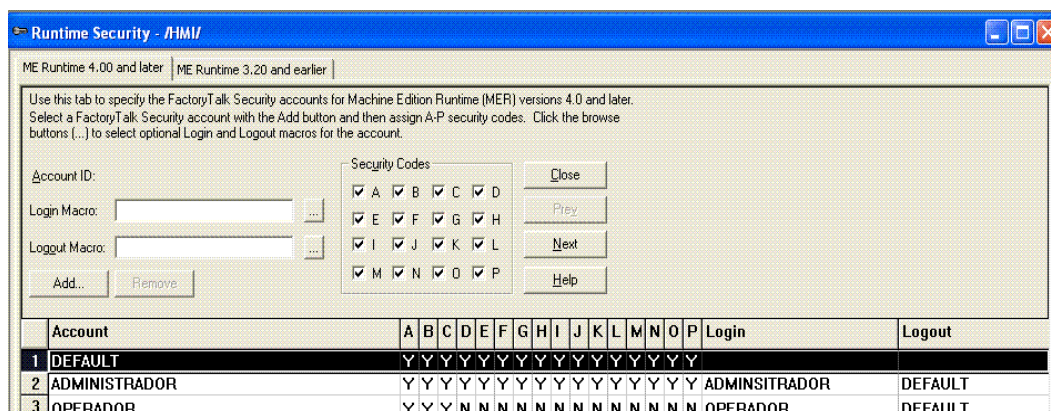 Runtime Security - /HMI/
ME Runtime 4.00 and later ME Runtime 3.20 and earlier
Use this tab to specify the FactoryTalk Security accounts for Machine Edition Runtime (MER) versions 4.0 and later.
Select a FactoryTalk Security account with the Add button and then assign A-P security codes. Click the browse
buttons (...) to select optional Login and Logout macros for the account.
Account ID:
Login Macro: ...
Logout Macro: ...
Add... Remove
Security Codes
A B C D
E F G H
I J K L
M N O P
Close
Prev
Next
Help
Account A B C D E F G H I J K L M N O P Login Logout
1 DEFAULT Y Y Y Y Y Y Y Y Y Y Y Y Y Y Y Y
2 ADMINISTRADOR Y Y Y Y Y Y Y Y Y Y Y Y Y Y Y Y ADMINSITRADOR DEFAULT
3 OPERADOR Y Y Y N N N N N N N N N N N N N OPERADOR DEFAULT